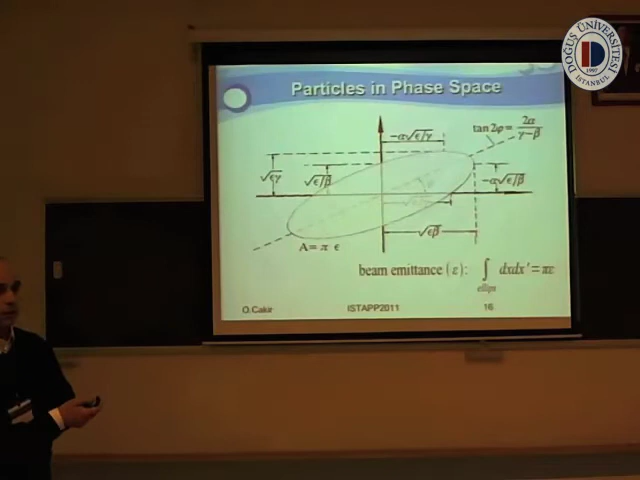 DOĞUŞ ÜNİVERSİTESİ
1997
İSTANBUL
Particles in Phase Space
-α√ϵ/γ
tan 2φ = 2α/(γ-β)
√ϵγ
√ϵ/β
-α√ϵ/β
√ϵβ
A = π ϵ
beam emittance (ε): ∫ dxdx' = πε
ellips
O.Cakir ISTAPP2011 16